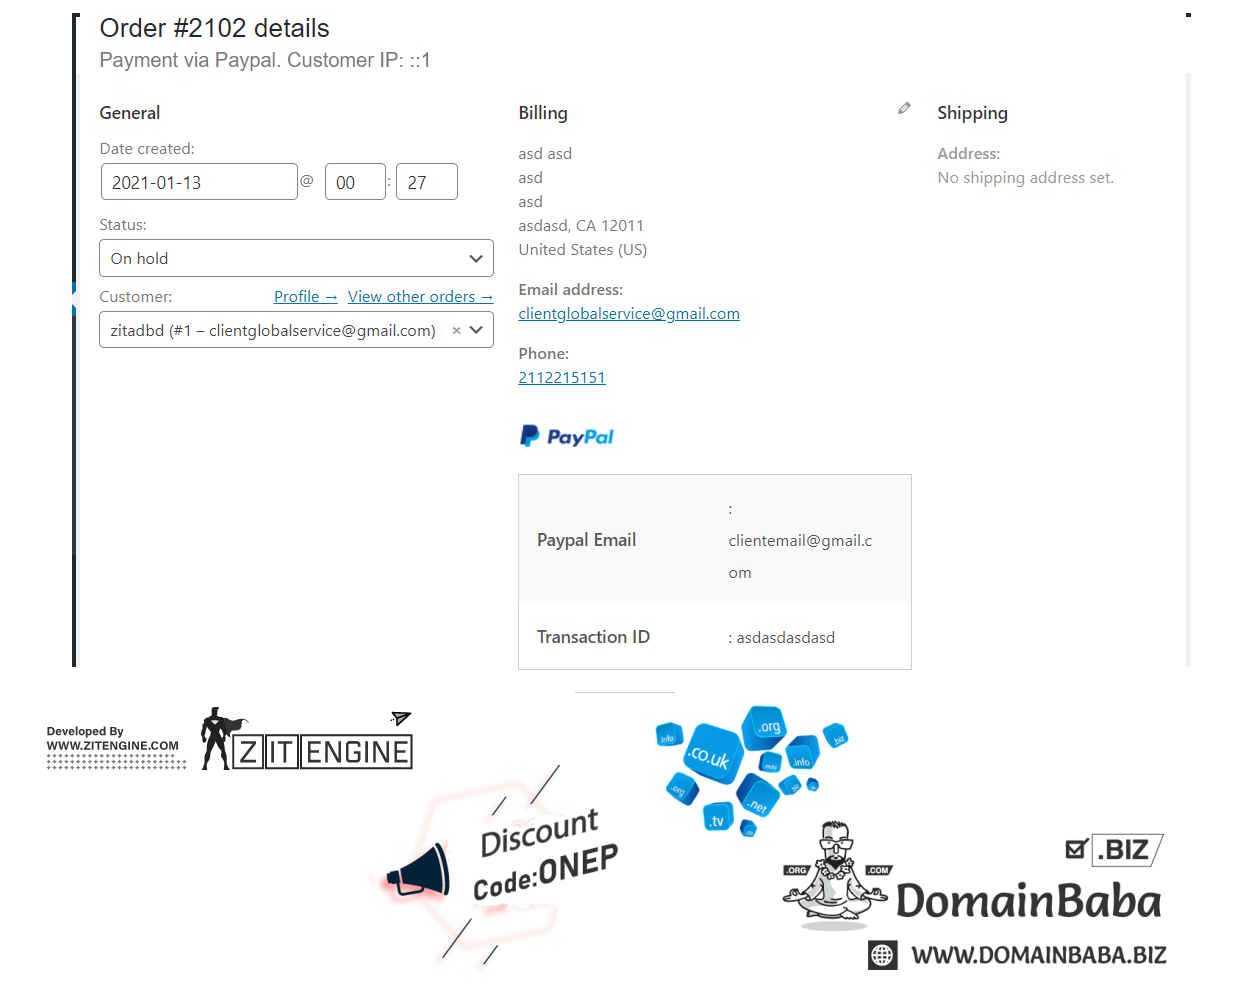 Order #2102 details
Payment via Paypal. Customer IP: ::1
General
Date created:
2021-01-13 @ 00 : 27
Status:
On hold
Customer: Profile → View other orders →
zitadbd (#1 – clientglobalservice@gmail.com) ×
Billing
asd asd
asd
asd
asdasd, CA 12011
United States (US)
Email address:
clientglobalservice@gmail.com
Phone:
2112215151
PayPal
Paypal Email
:
clientemail@gmail.c
om
Transaction ID : asdasdasdasd
Shipping
Address:
No shipping address set.
Developed By
WWW.ZITENGINE.COM
ZIT ENGINE
Discount
Code:ONEP
.info
.co.uk
.org
.biz
.info
.org
.net
.tv
.ORG
.COM
.BIZ
DomainBaba
WWW.DOMAINBABA.BIZ